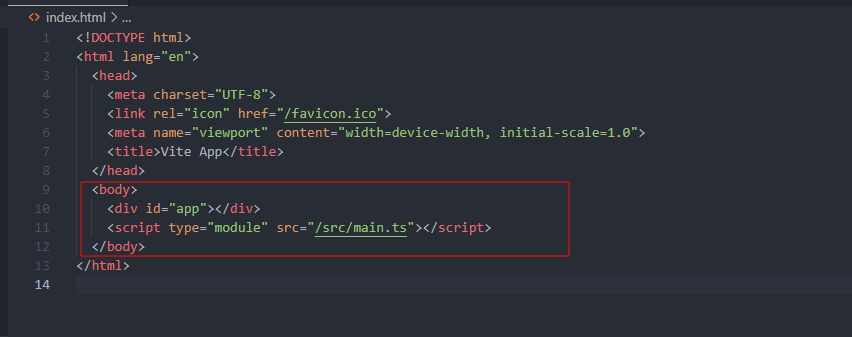 index.html > ...
1 <!DOCTYPE html>
2 <html lang="en">
3 <head>
4 <meta charset="UTF-8">
5 <link rel="icon" href="/favicon.ico">
6 <meta name="viewport" content="width=device-width, initial-scale=1.0">
7 <title>Vite App</title>
8 </head>
9 <body>
10 <div id="app"></div>
11 <script type="module" src="/src/main.ts"></script>
12 </body>
13 </html>
14